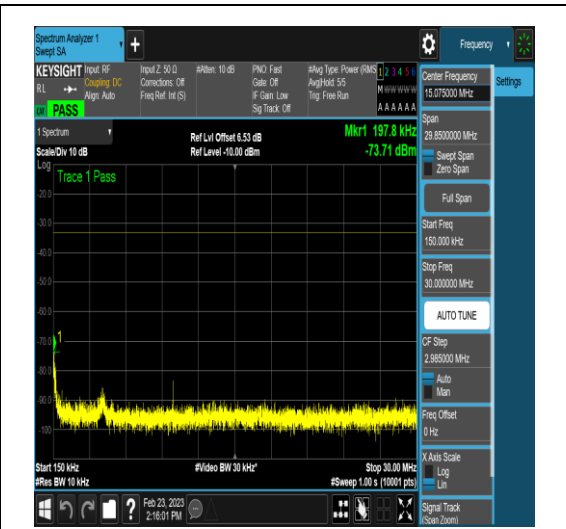 Spectrum Analyzer 1
Swept SA
+
Frequency
KEYSIGHT
RL
PASS
Input: RF
Coupling: DC
Align: Auto
Input Z: 50 Ω
Corrections: Off
Freq Ref: Int (S)
#Atten: 10 dB
PNO: Fast
Gate: Off
IF Gain: Low
Sig Track: Off
#Avg Type: Power (RMS
Avg|Hold: 5/5
Trig: Free Run
1 2 3 4 5 6
M W W W W W
A A A A A A
1 Spectrum
Scale/Div 10 dB
Ref Lvl Offset 6.53 dB
Ref Level -10.00 dBm
Mkr1 197.8 kHz
-73.71 dBm
Log
Trace 1 Pass
-20.0
-30.0
-40.0
-50.0
-60.0
-70.0
-80.0
-90.0
-100
1
Start 150 kHz
#Res BW 10 kHz
#Video BW 30 kHz*
Stop 30.00 MHz
#Sweep 1.00 s (10001 pts)
?
Feb 23, 2023
2:16:01 PM
Center Frequency
15.075000 MHz
Settings
Span
29.8500000 MHz
Swept Span
Zero Span
Full Span
Start Freq
150.000 kHz
Stop Freq
30.000000 MHz
AUTO TUNE
CF Step
2.985000 MHz
Auto
Man
Freq Offset
0 Hz
X Axis Scale
Log
Lin
Signal Track
(Span Zoom)